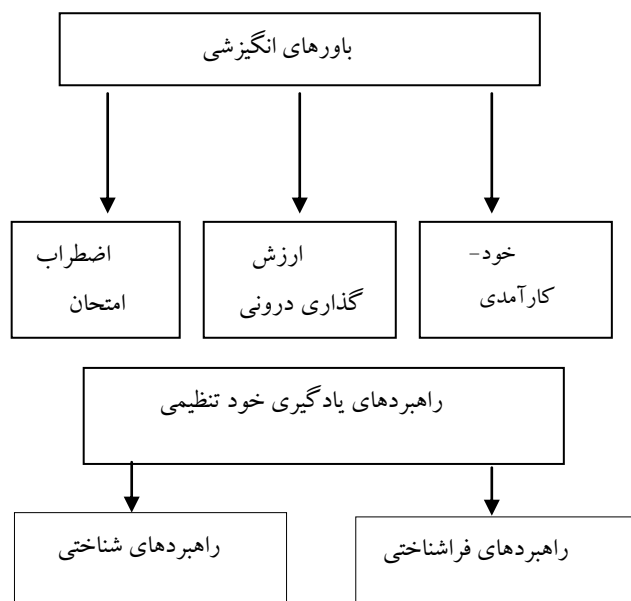 باورهای انگیزشی
خود-
کارآمدی
ارزش
گذاری درونی
اضطراب
امتحان
راهبردهای یادگیری خود تنظیمی
راهبردهای فراشناختی
راهبردهای شناختی